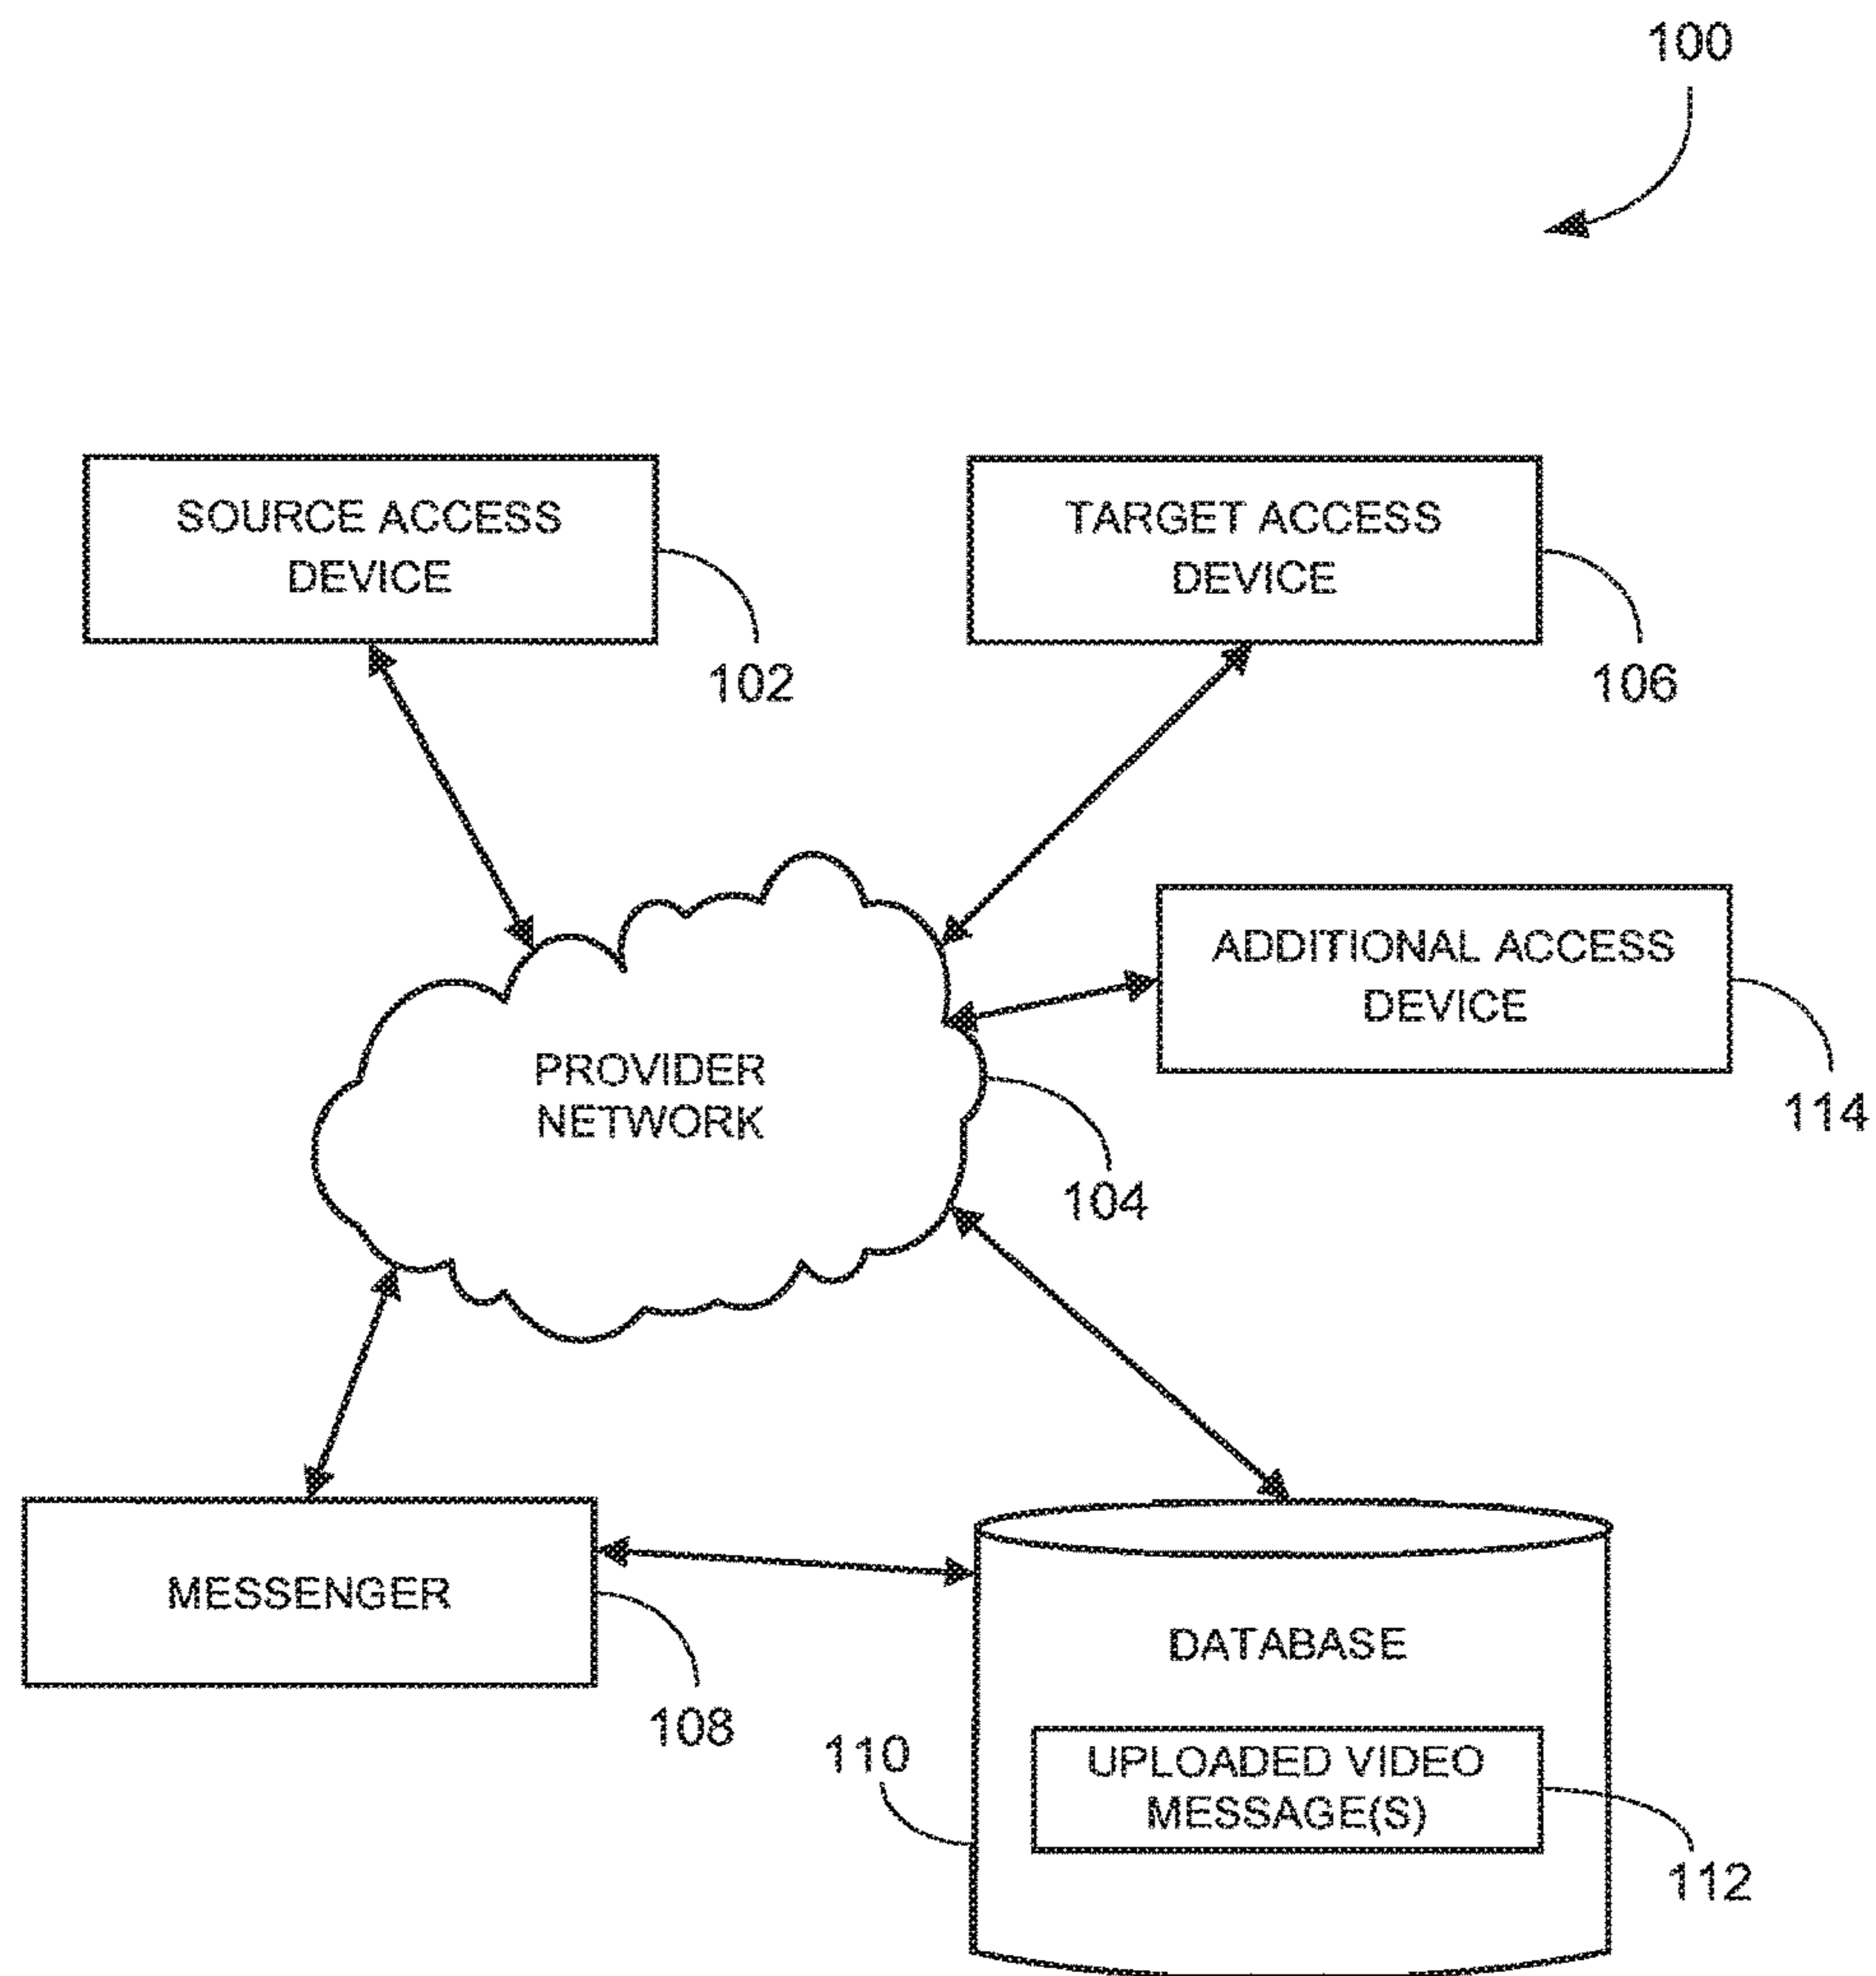 100
SOURCE ACCESS
DEVICE
102
TARGET ACCESS
DEVICE
106
ADDITIONAL ACCESS
DEVICE
114
PROVIDER
NETWORK
104
MESSENGER
108
DATABASE
110
UPLOADED VIDEO
MESSAGE(S)
112